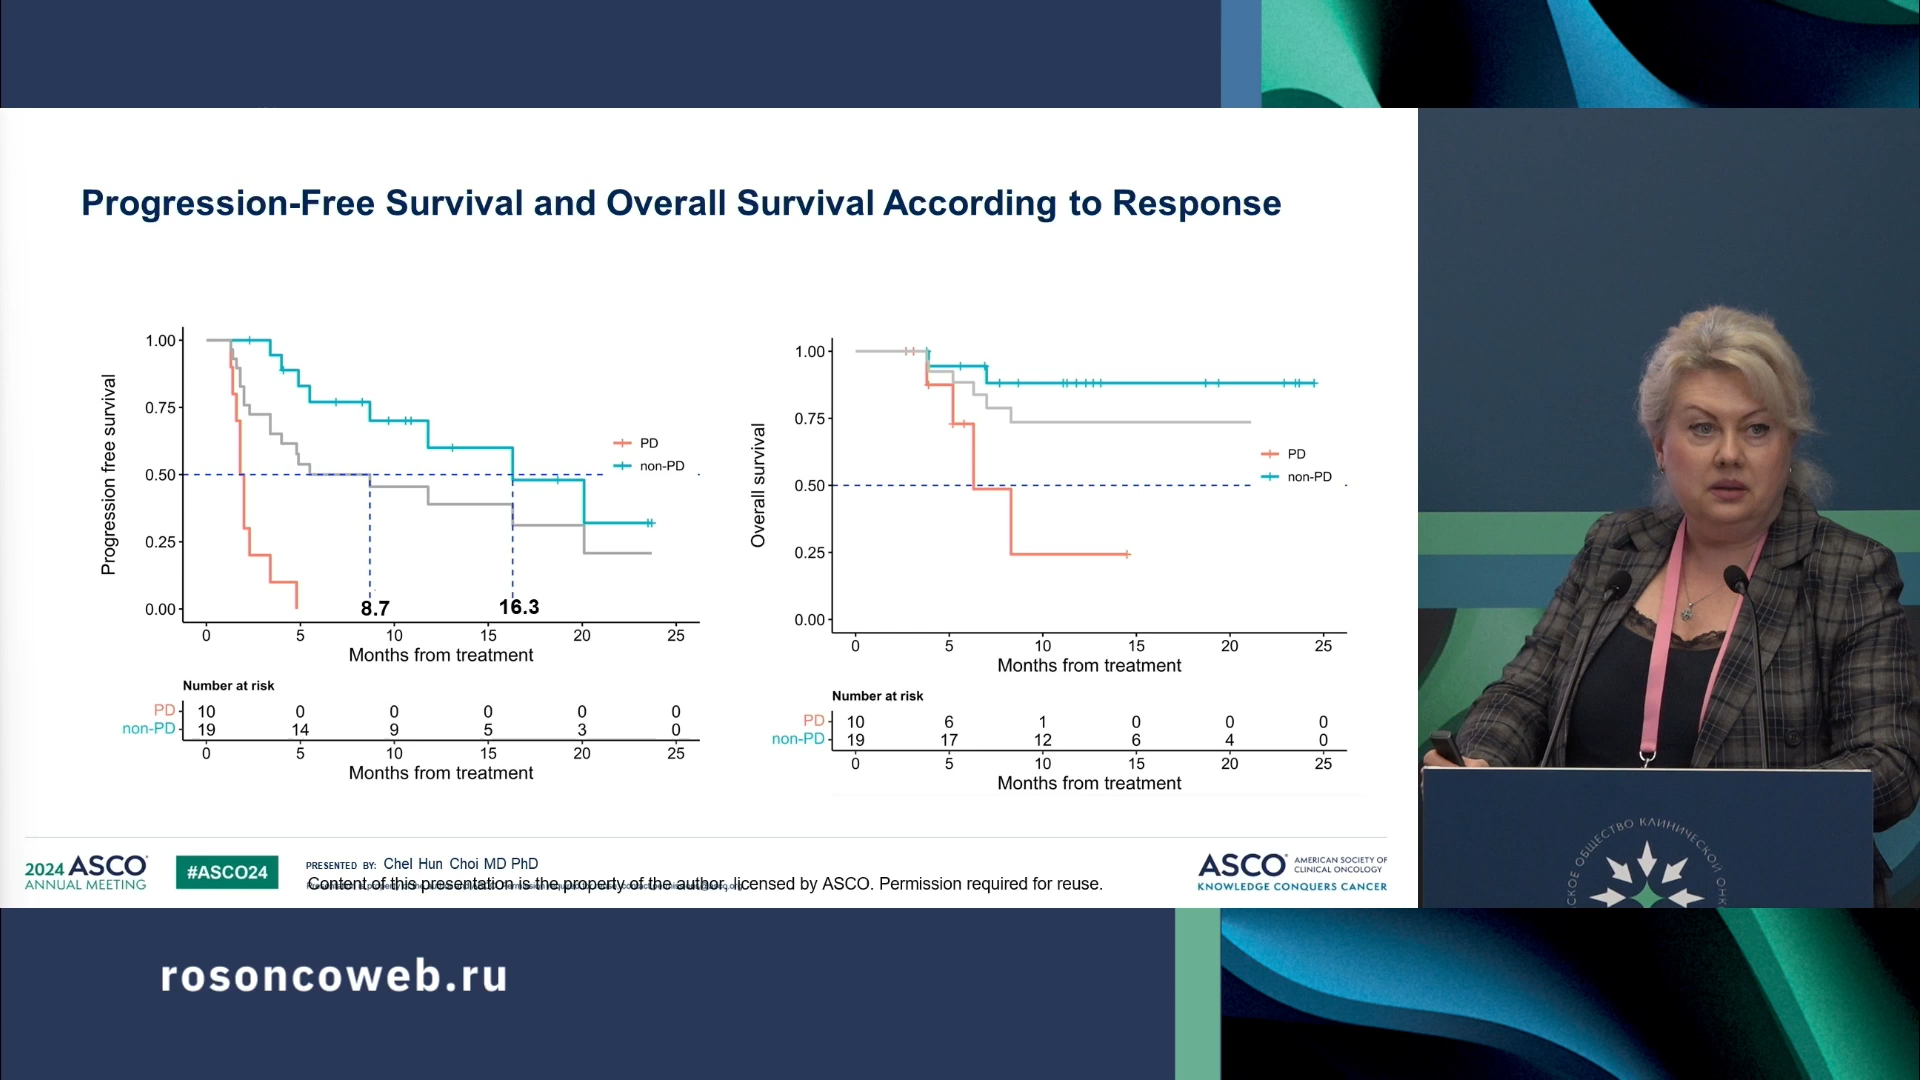 Progression-Free Survival and Overall Survival According to Response
Progression free survival
1.00
0.75
0.50
0.25
0.00
PD
non-PD
8.7
16.3
0 5 10 15 20 25
Months from treatment
Number at risk
PD 10 0 0 0 0 0
non-PD 19 14 9 5 3 0
0 5 10 15 20 25
Months from treatment
Overall survival
1.00
0.75
0.50
0.25
0.00
PD
non-PD
0 5 10 15 20 25
Months from treatment
Number at risk
PD 10 6 1 0 0 0
non-PD 19 17 12 6 4 0
0 5 10 15 20 25
Months from treatment
2024 ASCO
ANNUAL MEETING
#ASCO24
PRESENTED BY: Chel Hun Choi MD PhD
Content of this presentation is the property of the author, licensed by ASCO. Permission required for reuse.
ASCO
AMERICAN SOCIETY OF
CLINICAL ONCOLOGY
KNOWLEDGE CONQUERS CANCER
ОБЩЕСТВО КЛИНИЧЕСКОЙ
rosoncoweb.ru